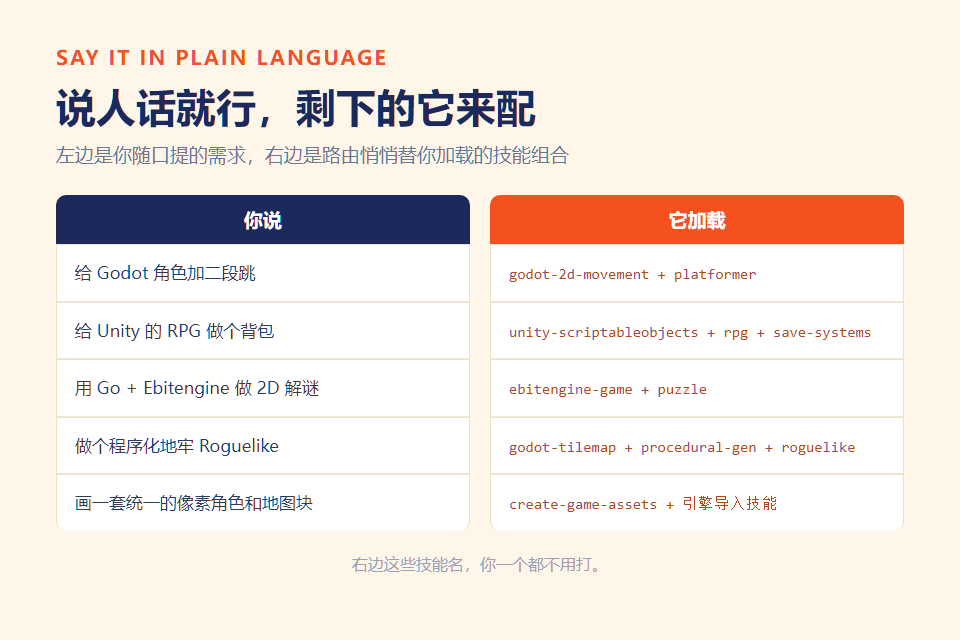 SAY IT IN PLAIN LANGUAGE
说人话就行，剩下的它来配
左边是你随口提的需求，右边是路由悄悄替你加载的技能组合
你说
它加载
给 Godot 角色加二段跳
godot-2d-movement + platformer
给 Unity 的 RPG 做个背包
unity-scriptableobjects + rpg + save-systems
用 Go + Ebitengine 做 2D 解谜
ebitengine-game + puzzle
做个程序化地牢 Roguelike
godot-tilemap + procedural-gen + roguelike
画一套统一的像素角色和地图块
create-game-assets + 引擎导入技能
右边这些技能名，你一个都不用打。